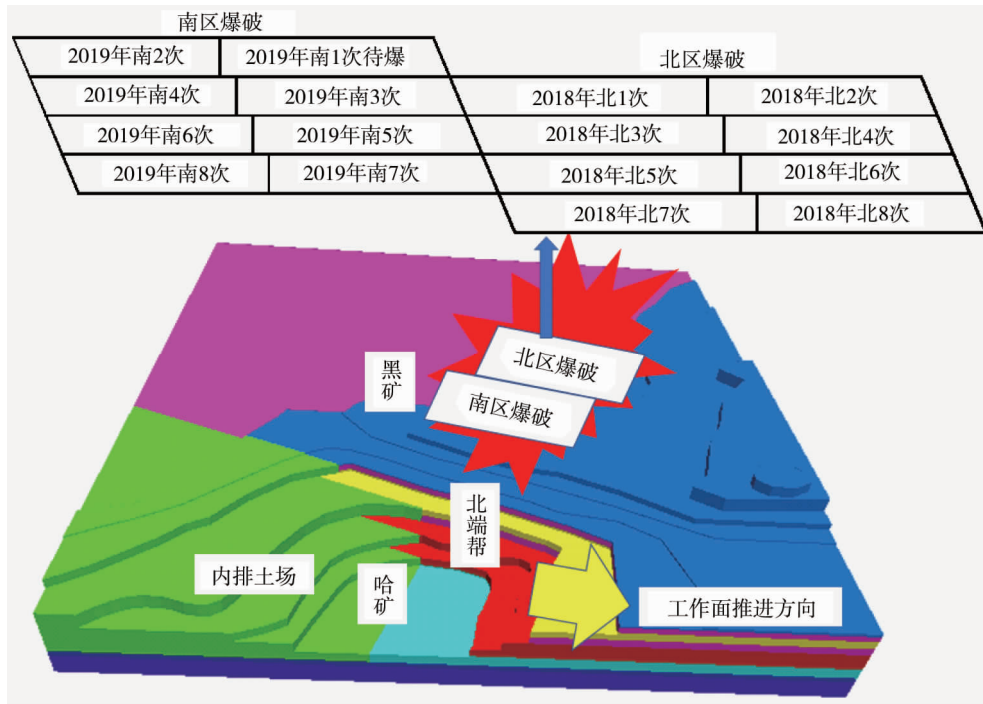 南区爆破
2019年南2次
2019年南1次待爆
2019年南4次
2019年南3次
2019年南6次
2019年南5次
2019年南8次
2019年南7次
北区爆破
2018年北1次
2018年北2次
2018年北3次
2018年北4次
2018年北5次
2018年北6次
2018年北7次
2018年北8次
北区爆破
南区爆破
黑矿
北端帮
内排土场
哈矿
工作面推进方向